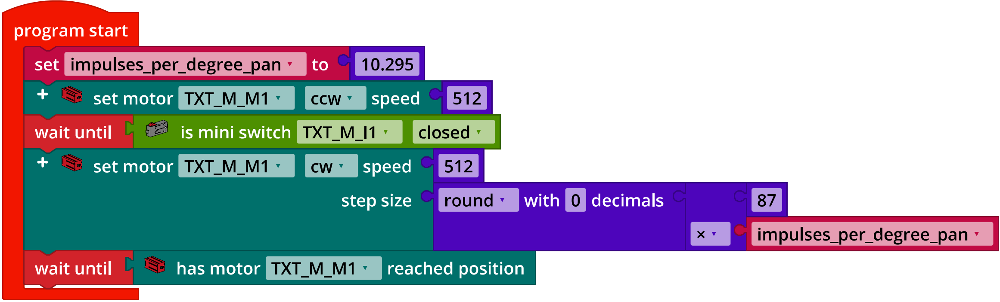 program start
set impulses_per_degree_pan to 10.295
+ set motor TXT_M_M1 ccw speed 512
wait until is mini switch TXT_M_I1 closed
+ set motor TXT_M_M1 cw speed 512
step size round with 0 decimals 87
× impulses_per_degree_pan
wait until has motor TXT_M_M1 reached position